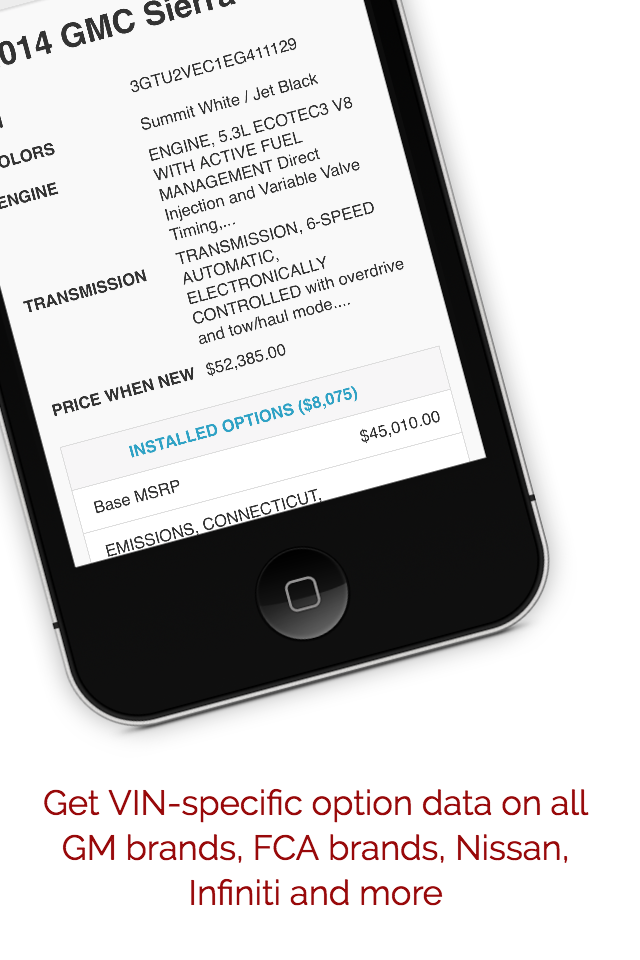 014 GMC Sierra
3GTU2VEC1EG411129
OLORS
Summit White / Jet Black
ENGINE
ENGINE, 5.3L ECOTEC3 V8
WITH ACTIVE FUEL
MANAGEMENT Direct
Injection and Variable Valve
Timing,...
TRANSMISSION
TRANSMISSION, 6-SPEED
AUTOMATIC,
ELECTRONICALLY
CONTROLLED with overdrive
and tow/haul mode....
PRICE WHEN NEW $52,385.00
INSTALLED OPTIONS ($8,075)
Base MSRP $45,010.00
EMISSIONS, CONNECTICUT,
Get VIN-specific option data on all
GM brands, FCA brands, Nissan,
Infiniti and more